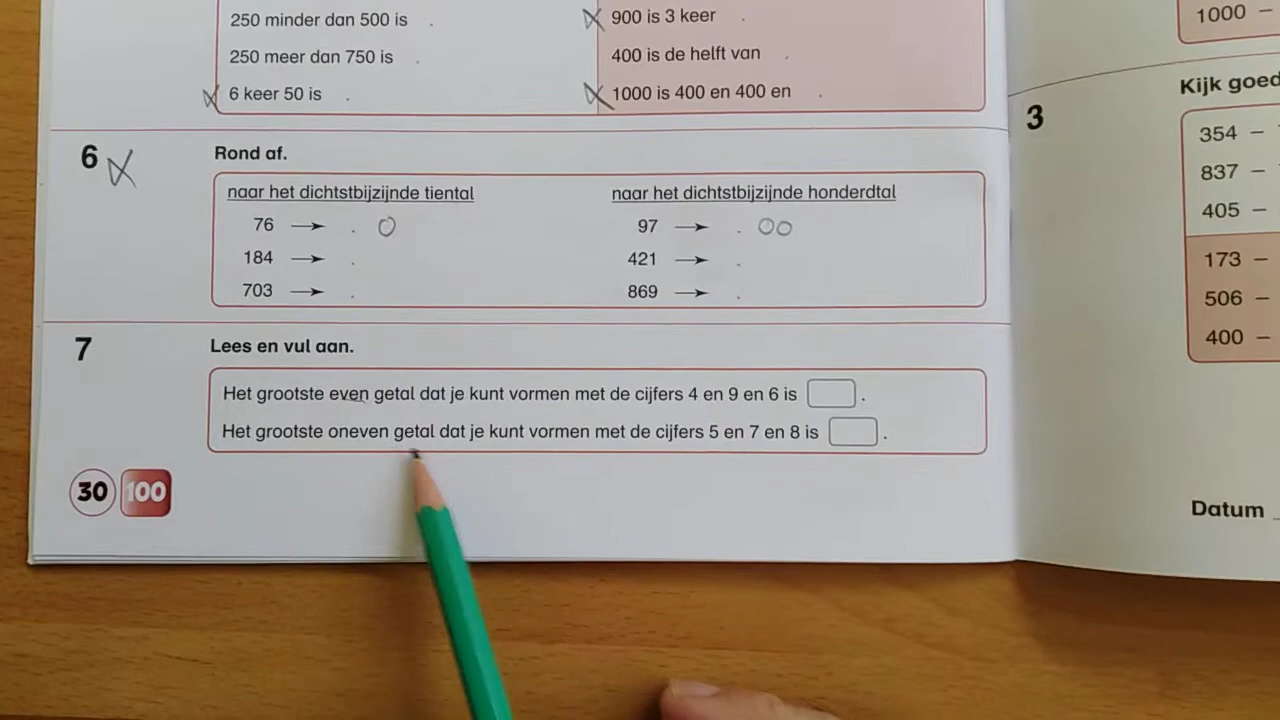 250 minder dan 500 is .
250 meer dan 750 is .
6 keer 50 is .
900 is 3 keer .
400 is de helft van .
1000 is 400 en 400 en .
6
Rond af.
naar het dichtstbijzijnde tiental
76 → . 0
184 → .
703 → .
naar het dichtstbijzijnde honderdtal
97 → . 00
421 → .
869 → .
7
Lees en vul aan.
Het grootste even getal dat je kunt vormen met de cijfers 4 en 9 en 6 is .
Het grootste oneven getal dat je kunt vormen met de cijfers 5 en 7 en 8 is .
30 100
1000 –
3
Kijk goed
354 –
837 –
405 –
173 –
506 –
400 –
Datum